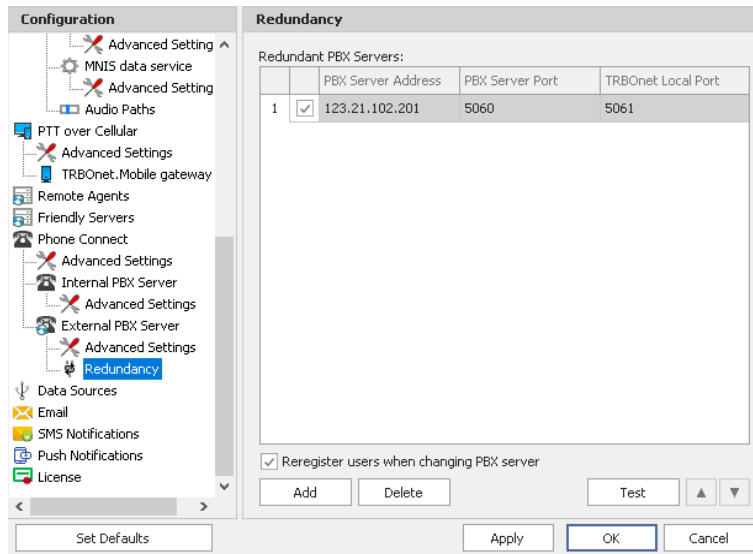 Configuration
Advanced Setting
MNIS data service
Advanced Setting
Audio Paths
PTT over Cellular
Advanced Settings
TRBOnet.Mobile gateway
Remote Agents
Friendly Servers
Phone Connect
Advanced Settings
Internal PBX Server
Advanced Settings
External PBX Server
Advanced Settings
Redundancy
Data Sources
Email
SMS Notifications
Push Notifications
License
Set Defaults
Redundancy
Redundant PBX Servers:
PBX Server Address PBX Server Port TRBOnet Local Port
1 123.21.102.201 5060 5061
Reregister users when changing PBX server
Add Delete Test
Apply OK Cancel